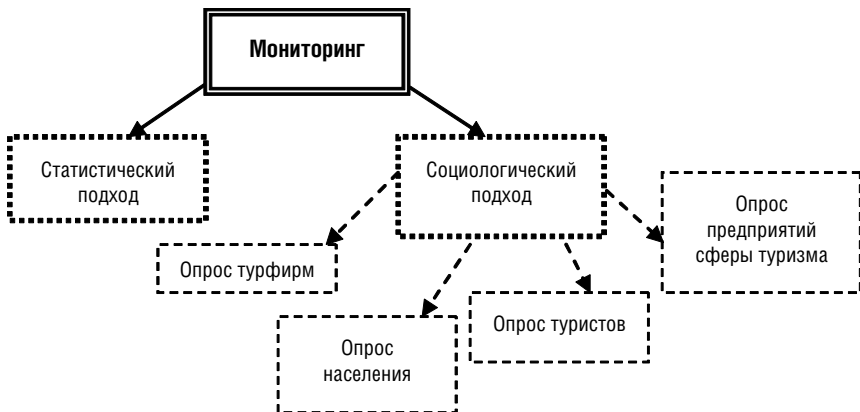 Мониторинг
Статистический
подход
Социологический
подход
Опрос
предприятий
сферы туризма
Опрос турфирм
Опрос туристов
Опрос
населения